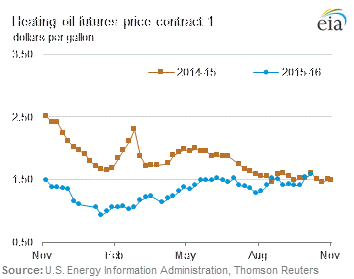 Heating oil futures price contract 1
dollars per gallon
eia
3.50
2014-15
2015-16
2.50
1.50
0.50
Nov
Feb
May
Aug
Nov
Source: U.S. Energy Information Administration, Thomson Reuters